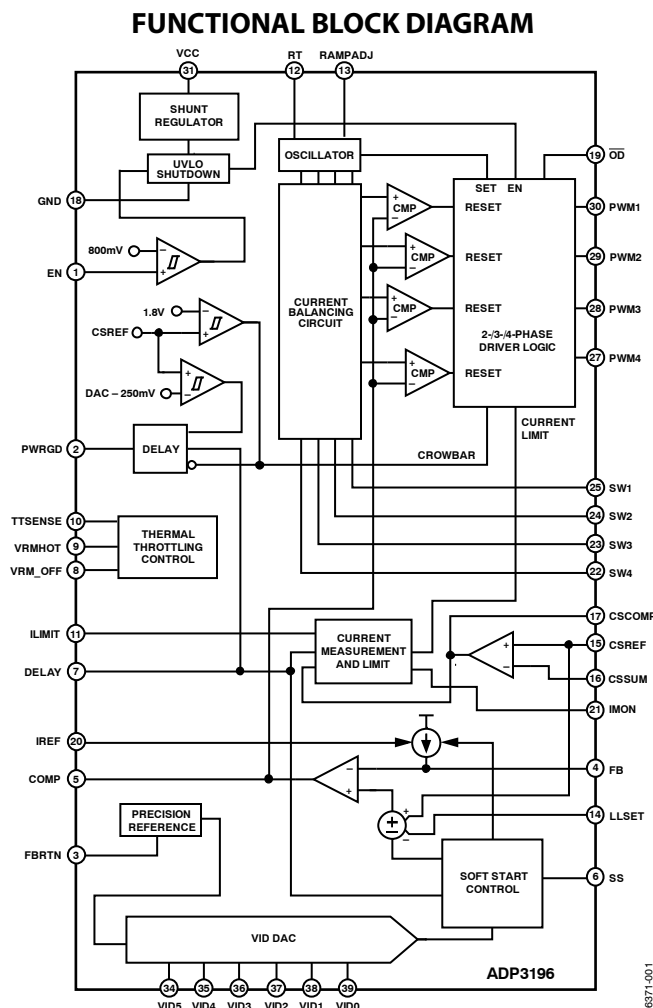 FUNCTIONAL BLOCK DIAGRAM
VCC
RT
RAMPADJ
31
12
13
SHUNT
REGULATOR
UVLO
SHUTDOWN
OSCILLATOR
GND
18
800mV
−
+
EN
1
1.8V
−
+
CSREF
+
−
DAC – 250mV
PWRGD
2
DELAY
CURRENT
BALANCING
CIRCUIT
+
−
CMP
+
−
CMP
+
−
CMP
+
−
CMP
SET
EN
RESET
RESET
RESET
2-/3-/4-PHASE
DRIVER LOGIC
RESET
19
OD
30
PWM1
29
PWM2
28
PWM3
27
PWM4
CURRENT
LIMIT
CROWBAR
25
SW1
24
SW2
23
SW3
22
SW4
TTSENSE
10
VRMHOT
9
VRM_OFF
8
THERMAL
THROTTLING
CONTROL
ILIMIT
11
DELAY
7
CURRENT
MEASUREMENT
AND LIMIT
+
−
17
CSCOMP
15
CSREF
16
CSSUM
21
IMON
IREF
20
COMP
5
−
+
4
FB
+
±
−
14
LLSET
PRECISION
REFERENCE
FBRTN
3
SOFT START
CONTROL
6
SS
VID DAC
ADP3196
34
35
36
37
38
39
VID5
VID4
VID3
VID2
VID1
VID0
6371-001